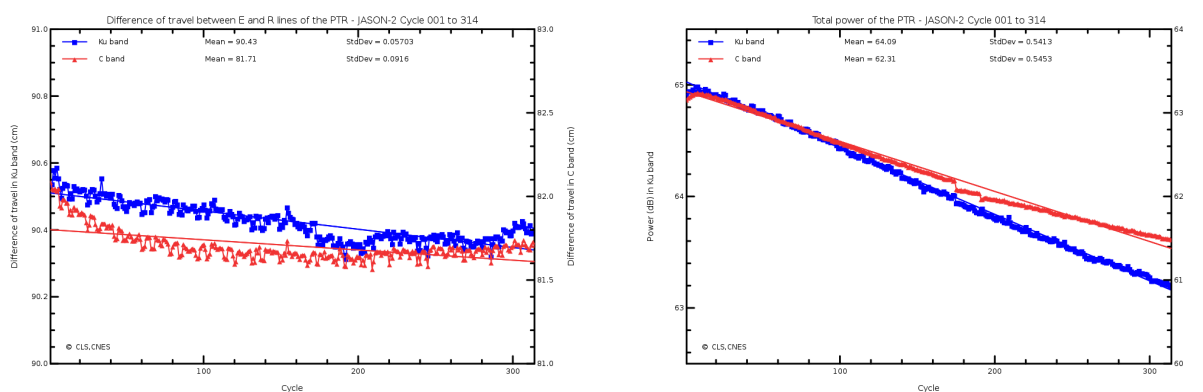 Difference of travel between E and R lines of the PTR - JASON-2 Cycle 001 to 314
Ku band Mean = 90.43 StdDev = 0.05703
C band Mean = 81.71 StdDev = 0.0916
91.0
90.8
90.6
90.4
90.2
90.0
Difference of travel in Ku band (cm)
83.0
82.5
82.0
81.5
81.0
Difference of travel in C band (cm)
© CLS,CNES
100 200 300
Cycle
Total power of the PTR - JASON-2 Cycle 001 to 314
Ku band Mean = 64.09 StdDev = 0.5413
C band Mean = 62.31 StdDev = 0.5453
65
64
63
Power (dB) in Ku band
64
63
62
61
60
© CLS,CNES
100 200 300
Cycle